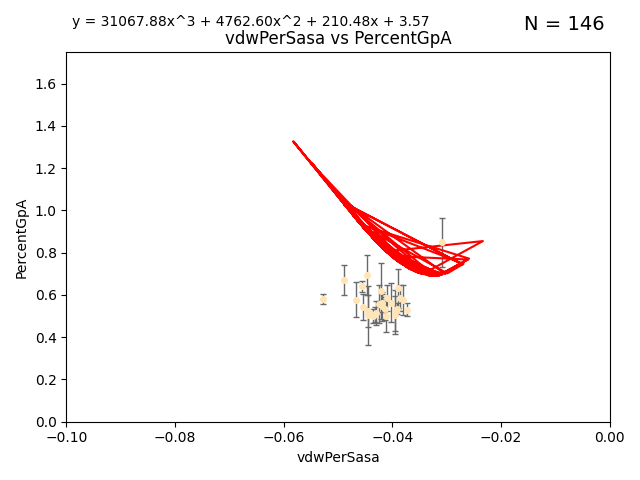 y = 31067.88x^3 + 4762.60x^2 + 210.48x + 3.57
N = 146
vdwPerSasa vs PercentGpA
1.6
1.4
1.2
1.0
0.8
0.6
0.4
0.2
0.0
PercentGpA
−0.10 −0.08 −0.06 −0.04 −0.02 0.00
vdwPerSasa